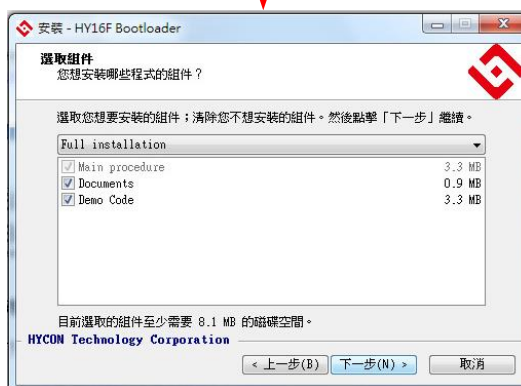 安裝 - HY16F Bootloader
選取組件
您想安裝哪些程式的組件？
選取您想要安裝的組件；清除您不想安裝的組件。然後點擊「下一步」繼續。
Full installation
Main procedure 3.3 MB
Documents 0.9 MB
Demo Code 3.3 MB
目前選取的組件至少需要 8.1 MB 的磁碟空間。
HYCON Technology Corporation
< 上一步(B) 下一步(N) > 取消